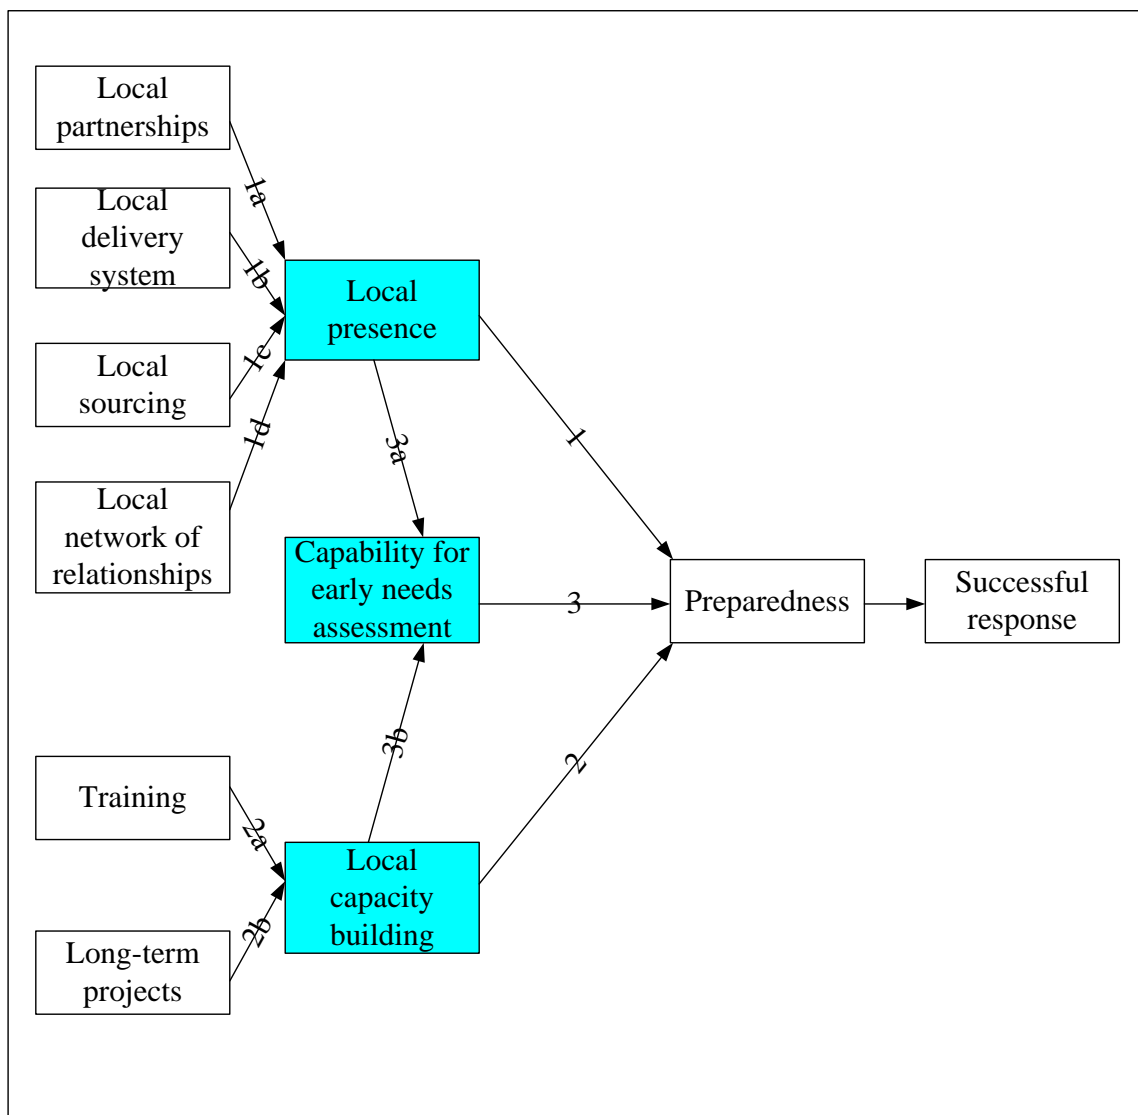 Local
partnerships
1a
Local
delivery
system
1b
Local
presence
Local
sourcing
1c
1d
Local
network of
relationships
3a
1
Capability for
early needs
assessment
3
Preparedness
Successful
response
3b
2
Training
2a
Local
capacity
building
2b
Long-term
projects